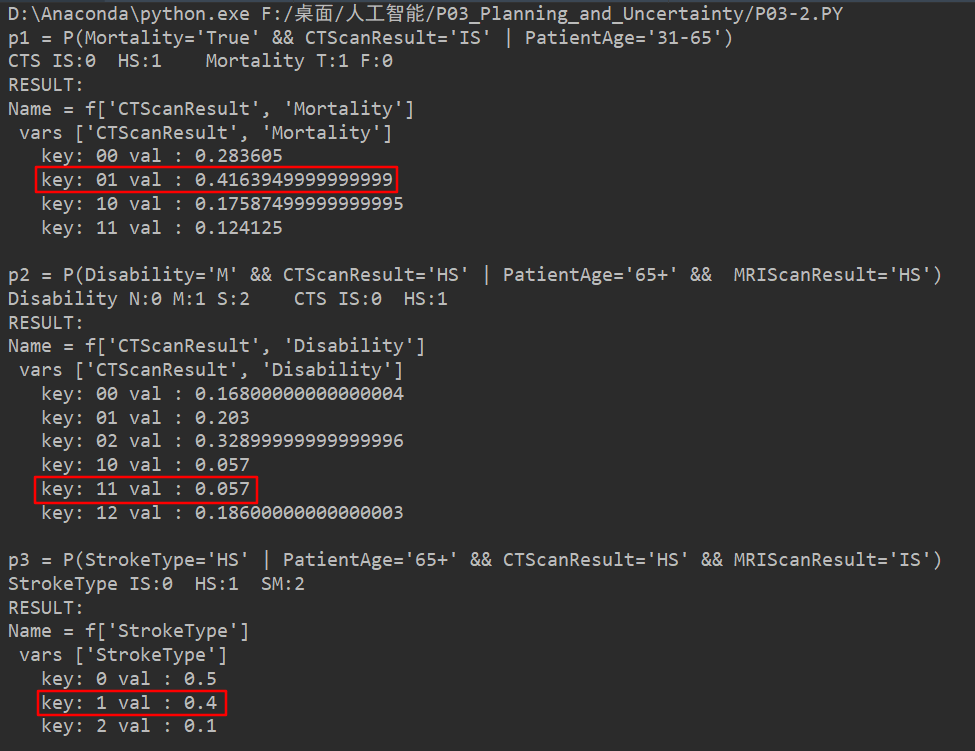 D:\Anaconda\python.exe F:/桌面/人工智能/P03_Planning_and_Uncertainty/P03-2.PY
p1 = P(Mortality='True' && CTScanResult='IS' | PatientAge='31-65')
CTS IS:0  HS:1    Mortality T:1 F:0
RESULT:
Name = f['CTScanResult', 'Mortality']
 vars ['CTScanResult', 'Mortality']
   key: 00 val : 0.283605
   key: 01 val : 0.4163949999999999
   key: 10 val : 0.17587499999999995
   key: 11 val : 0.124125

p2 = P(Disability='M' && CTScanResult='HS' | PatientAge='65+' &&  MRIScanResult='HS')
Disability N:0 M:1 S:2    CTS IS:0  HS:1
RESULT:
Name = f['CTScanResult', 'Disability']
 vars ['CTScanResult', 'Disability']
   key: 00 val : 0.16800000000000004
   key: 01 val : 0.203
   key: 02 val : 0.32899999999999996
   key: 10 val : 0.057
   key: 11 val : 0.057
   key: 12 val : 0.18600000000000003

p3 = P(StrokeType='HS' | PatientAge='65+' && CTScanResult='HS' && MRIScanResult='IS')
StrokeType IS:0  HS:1  SM:2
RESULT:
Name = f['StrokeType']
 vars ['StrokeType']
   key: 0 val : 0.5
   key: 1 val : 0.4
   key: 2 val : 0.1